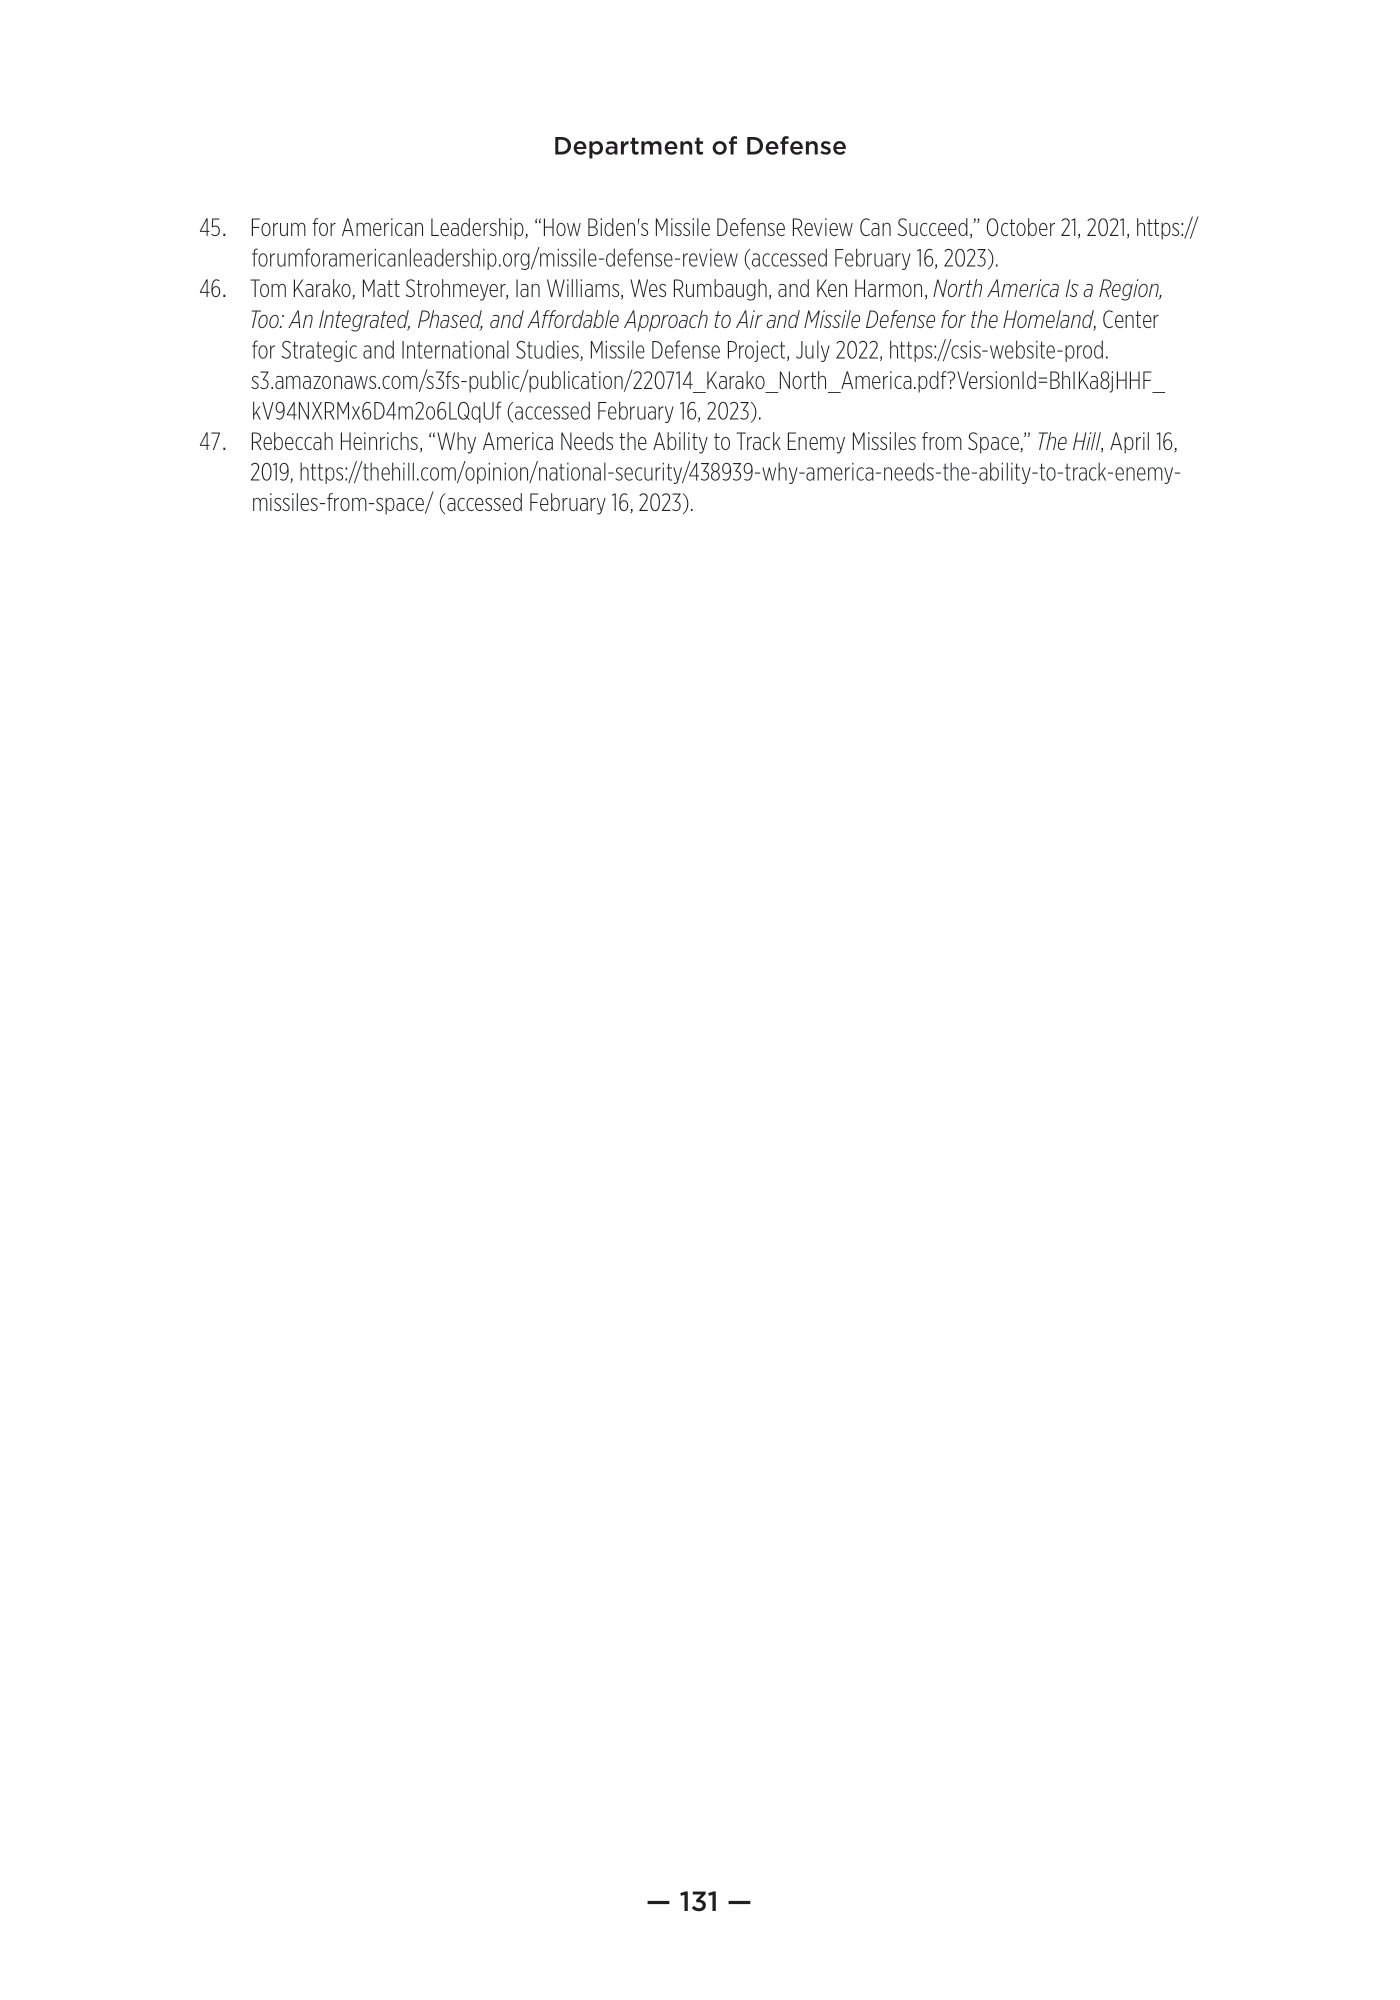 Department of Defense
45. Forum for American Leadership, “How Biden's Missile Defense Review Can Succeed,” October 21, 2021, https://
forumforamericanleadership.org/missile-defense-review (accessed February 16, 2023).
46. Tom Karako, Matt Strohmeyer, Ian Williams, Wes Rumbaugh, and Ken Harmon, North America Is a Region,
Too: An Integrated, Phased, and Affordable Approach to Air and Missile Defense for the Homeland, Center
for Strategic and International Studies, Missile Defense Project, July 2022, https://csis-website-prod.
s3.amazonaws.com/s3fs-public/publication/220714_Karako_North_America.pdf?VersionId=BhIKa8jHHF_
kV94NXRMx6D4m2o6LQqUf (accessed February 16, 2023).
47. Rebeccah Heinrichs, “Why America Needs the Ability to Track Enemy Missiles from Space,” The Hill, April 16,
2019, https://thehill.com/opinion/national-security/438939-why-america-needs-the-ability-to-track-enemy-
missiles-from-space/ (accessed February 16, 2023).
— 131 —